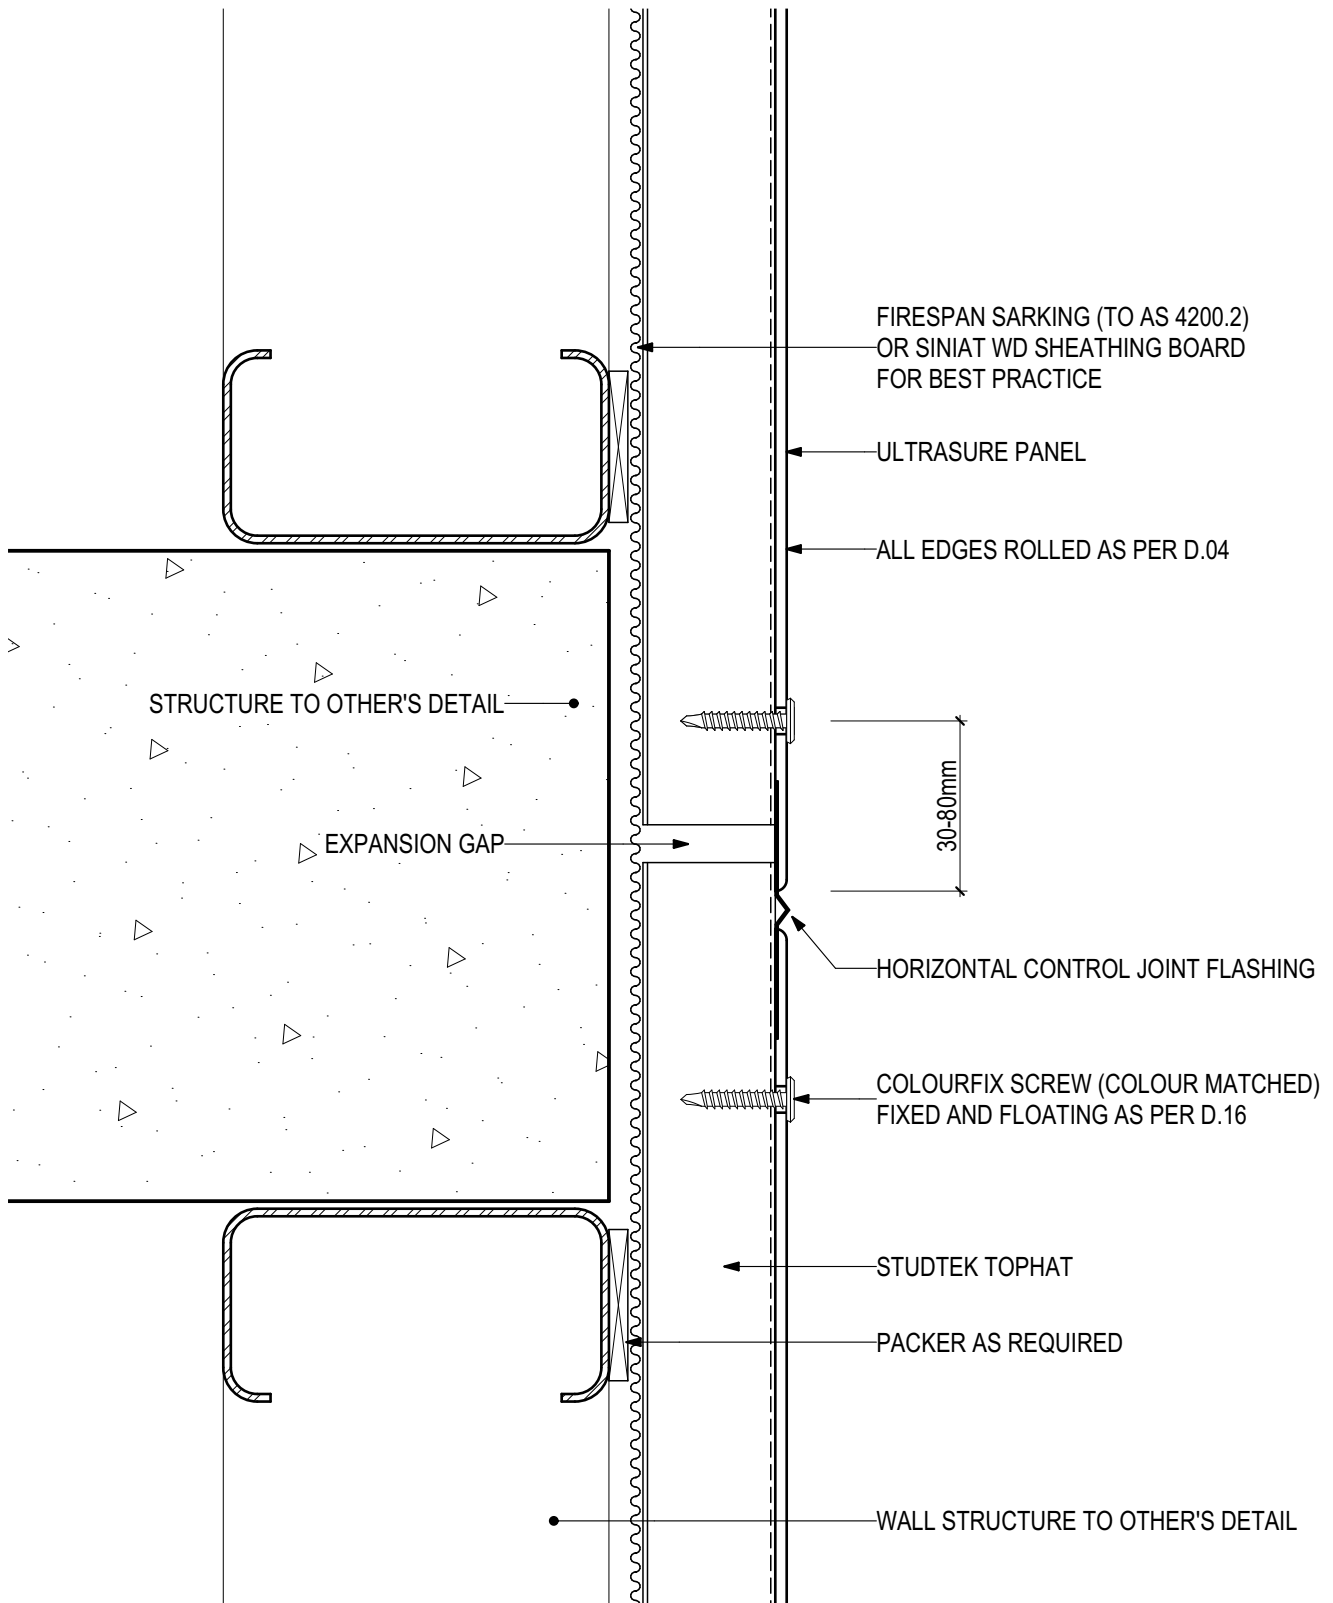 FIRESPAN SARKING (TO AS 4200.2)
OR SINIAT WD SHEATHING BOARD
FOR BEST PRACTICE
ULTRASURE PANEL
ALL EDGES ROLLED AS PER D.04
STRUCTURE TO OTHER'S DETAIL
30-80mm
EXPANSION GAP
HORIZONTAL CONTROL JOINT FLASHING
COLOURFIX SCREW (COLOUR MATCHED)
FIXED AND FLOATING AS PER D.16
STUDTEK TOPHAT
PACKER AS REQUIRED
WALL STRUCTURE TO OTHER'S DETAIL